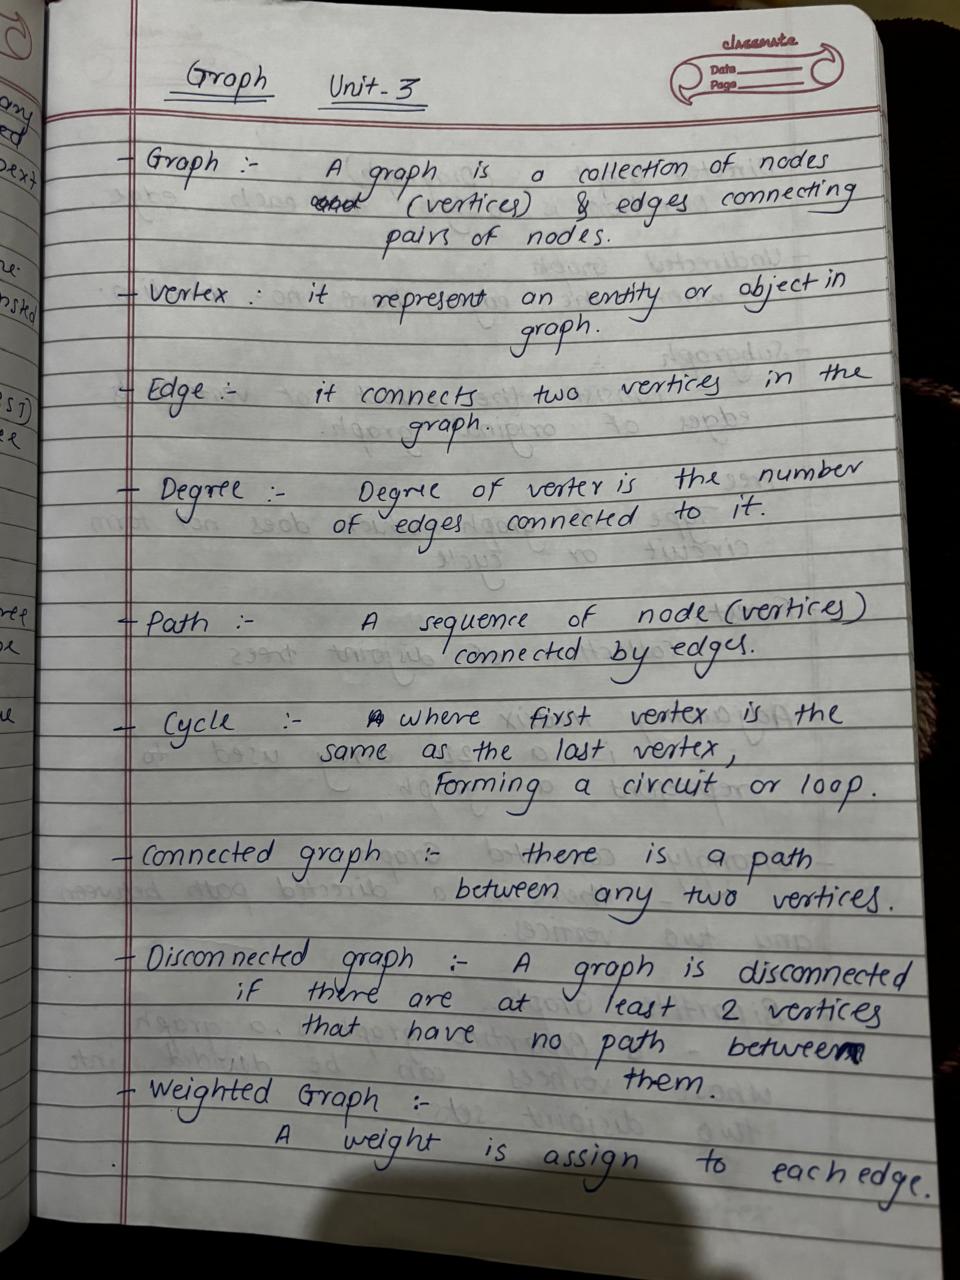 classmate
Date
Page
Graph Unit-3
- Graph :- A graph is a collection of nodes
(vertices) & edges connecting
pairs of nodes.
- vertex : it represent an entity or object in
graph.
- Edge :- it connects two vertices in the
graph.
- Degree :- Degree of vertex is the number
of edges connected to it.
- Path :- A sequence of node (vertices)
connected by edges.
- Cycle :- where first vertex is the
same as the last vertex,
Forming a circuit or loop.
- Connected graph :- there is a path
between any two vertices.
- Disconnected graph :- A graph is disconnected
if there are at least 2 vertices
that have no path between
them.
- Weighted Graph :-
A weight is assign to each edge.